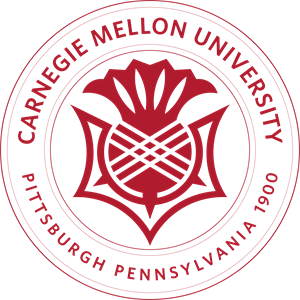 CARNEGIE MELLON UNIVERSITY
PITTSBURGH PENNSYLVANIA 1900